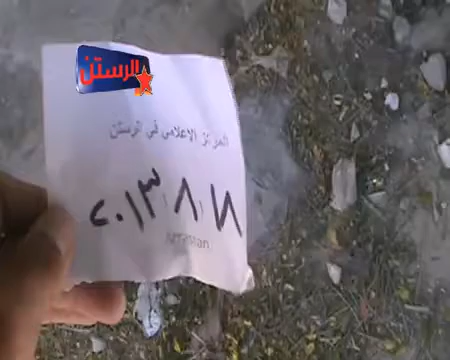 الرستن
المركز الاعلامي في الرستن
٢٠١٣/٨/٧